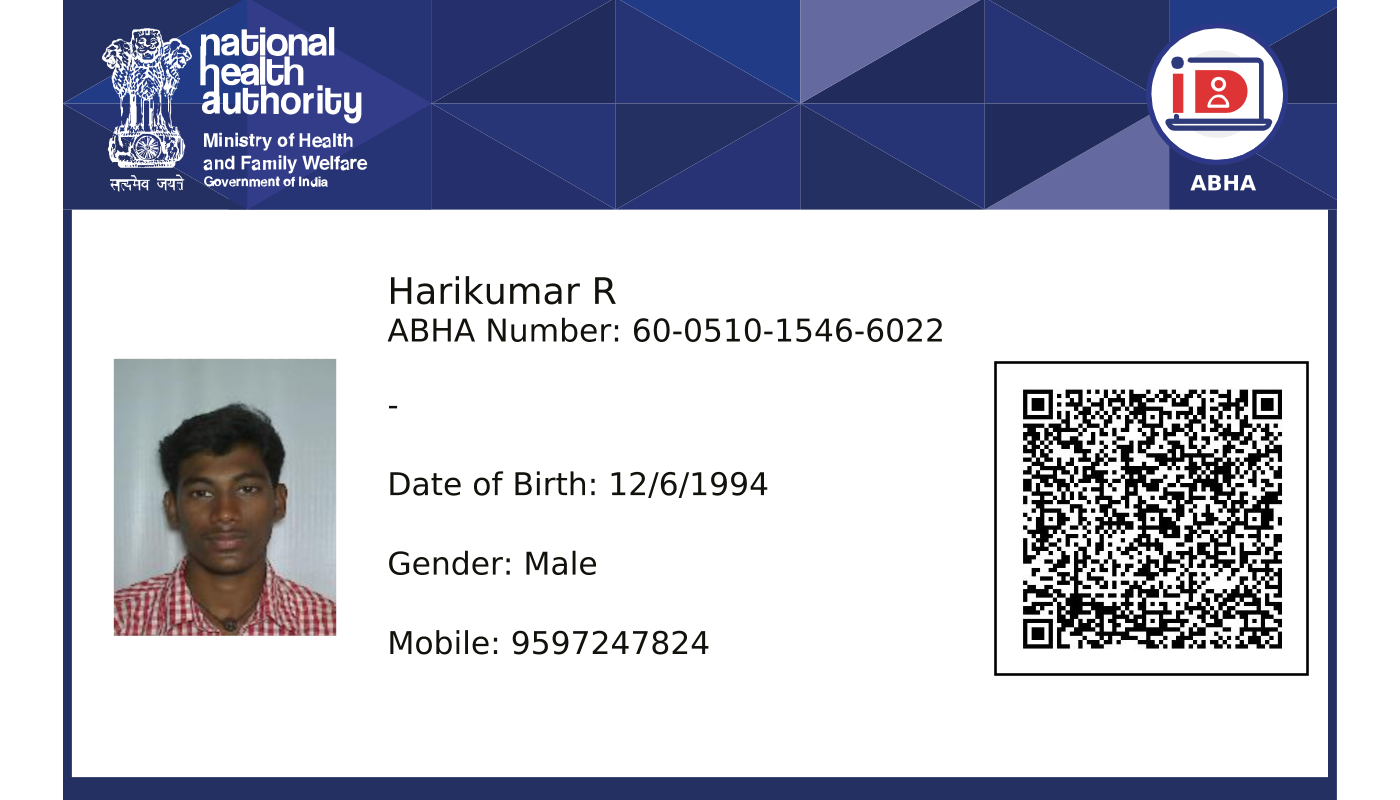 national
health
authority
Ministry of Health
and Family Welfare
Government of India
सत्यमेव जयते
iD
ABHA
Harikumar R
ABHA Number: 60-0510-1546-6022
-
Date of Birth: 12/6/1994
Gender: Male
Mobile: 9597247824